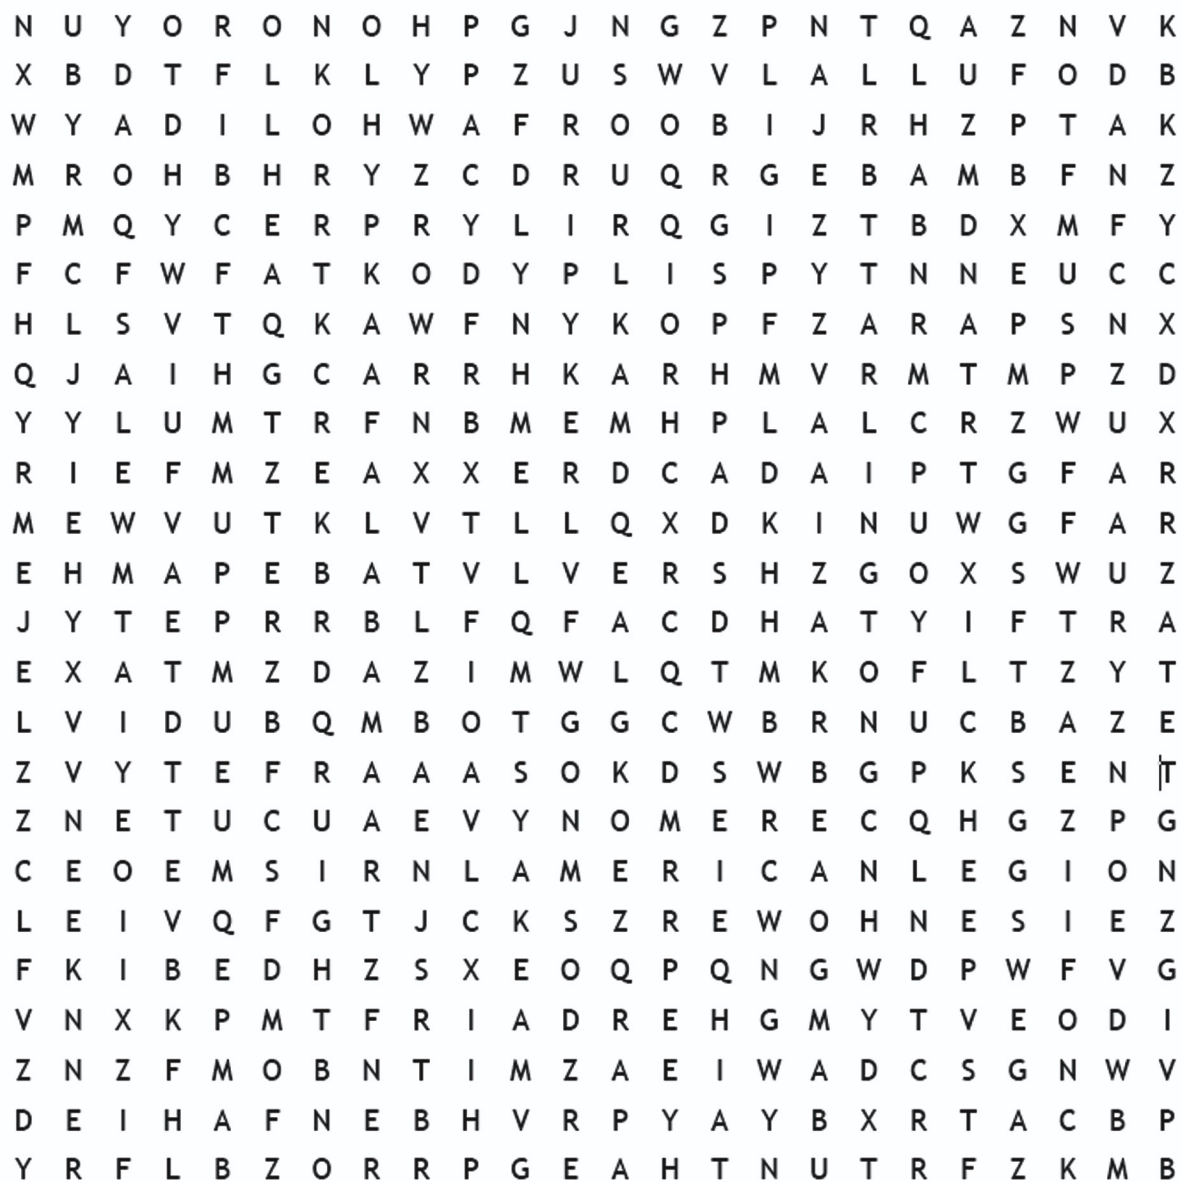 N U Y O R O N O H P G J N G Z P N T Q A Z N V K
X B D T F L K L Y P Z U S W V L A L L U F O D B
W Y A D I L O H W A F R O O B I J R H Z P T A K
M R O H B H R Y Z C D R U Q R G E B A M B F N Z
P M Q Y C E R P R Y L I R Q G I Z T B D X M F Y
F C F W F A T K O D Y P L I S P Y T N N E U C C
H L S V T Q K A W F N Y K O P F Z A R A P S N X
Q J A I H G C A R R H K A R H M V R M T M P Z D
Y Y L U M T R F N B M E M H P L A L C R Z W U X
R I E F M Z E A X X E R D C A D A I P T G F A R
M E W V U T K L V T L L Q X D K I N U W G F A R
E H M A P E B A T V L V E R S H Z G O X S W U Z
J Y T E P R R B L F Q F A C D H A T Y I F T R A
E X A T M Z D A Z I M W L Q T M K O F L T Z Y T
L V I D U B Q M B O T G G C W B R N U C B A Z E
Z V Y T E F R A A A S O K D S W B G P K S E N T
Z N E T U C U A E V Y N O M E R E C Q H G Z P G
C E O E M S I R N L A M E R I C A N L E G I O N
L E I V Q F G T J C K S Z R E W O H N E S I E Z
F K I B E D H Z S X E O Q P Q N G W D P W F V G
V N X K P M T F R I A D R E H G M Y T V E O D I
Z N Z F M O B N T I M Z A E I W A D C S G N W V
D E I H A F N E B H V R P Y A Y B X R T A C B P
Y R F L B Z O R R P G E A H T N U T R F Z K M B